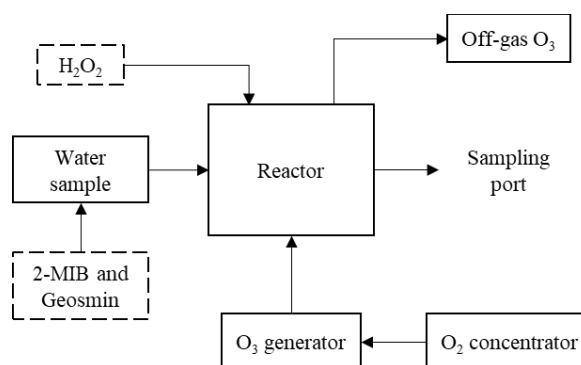 Off-gas O₃
H₂O₂
Water
sample
Reactor
Sampling
port
2-MIB and
Geosmin
O₃ generator
O₂ concentrator